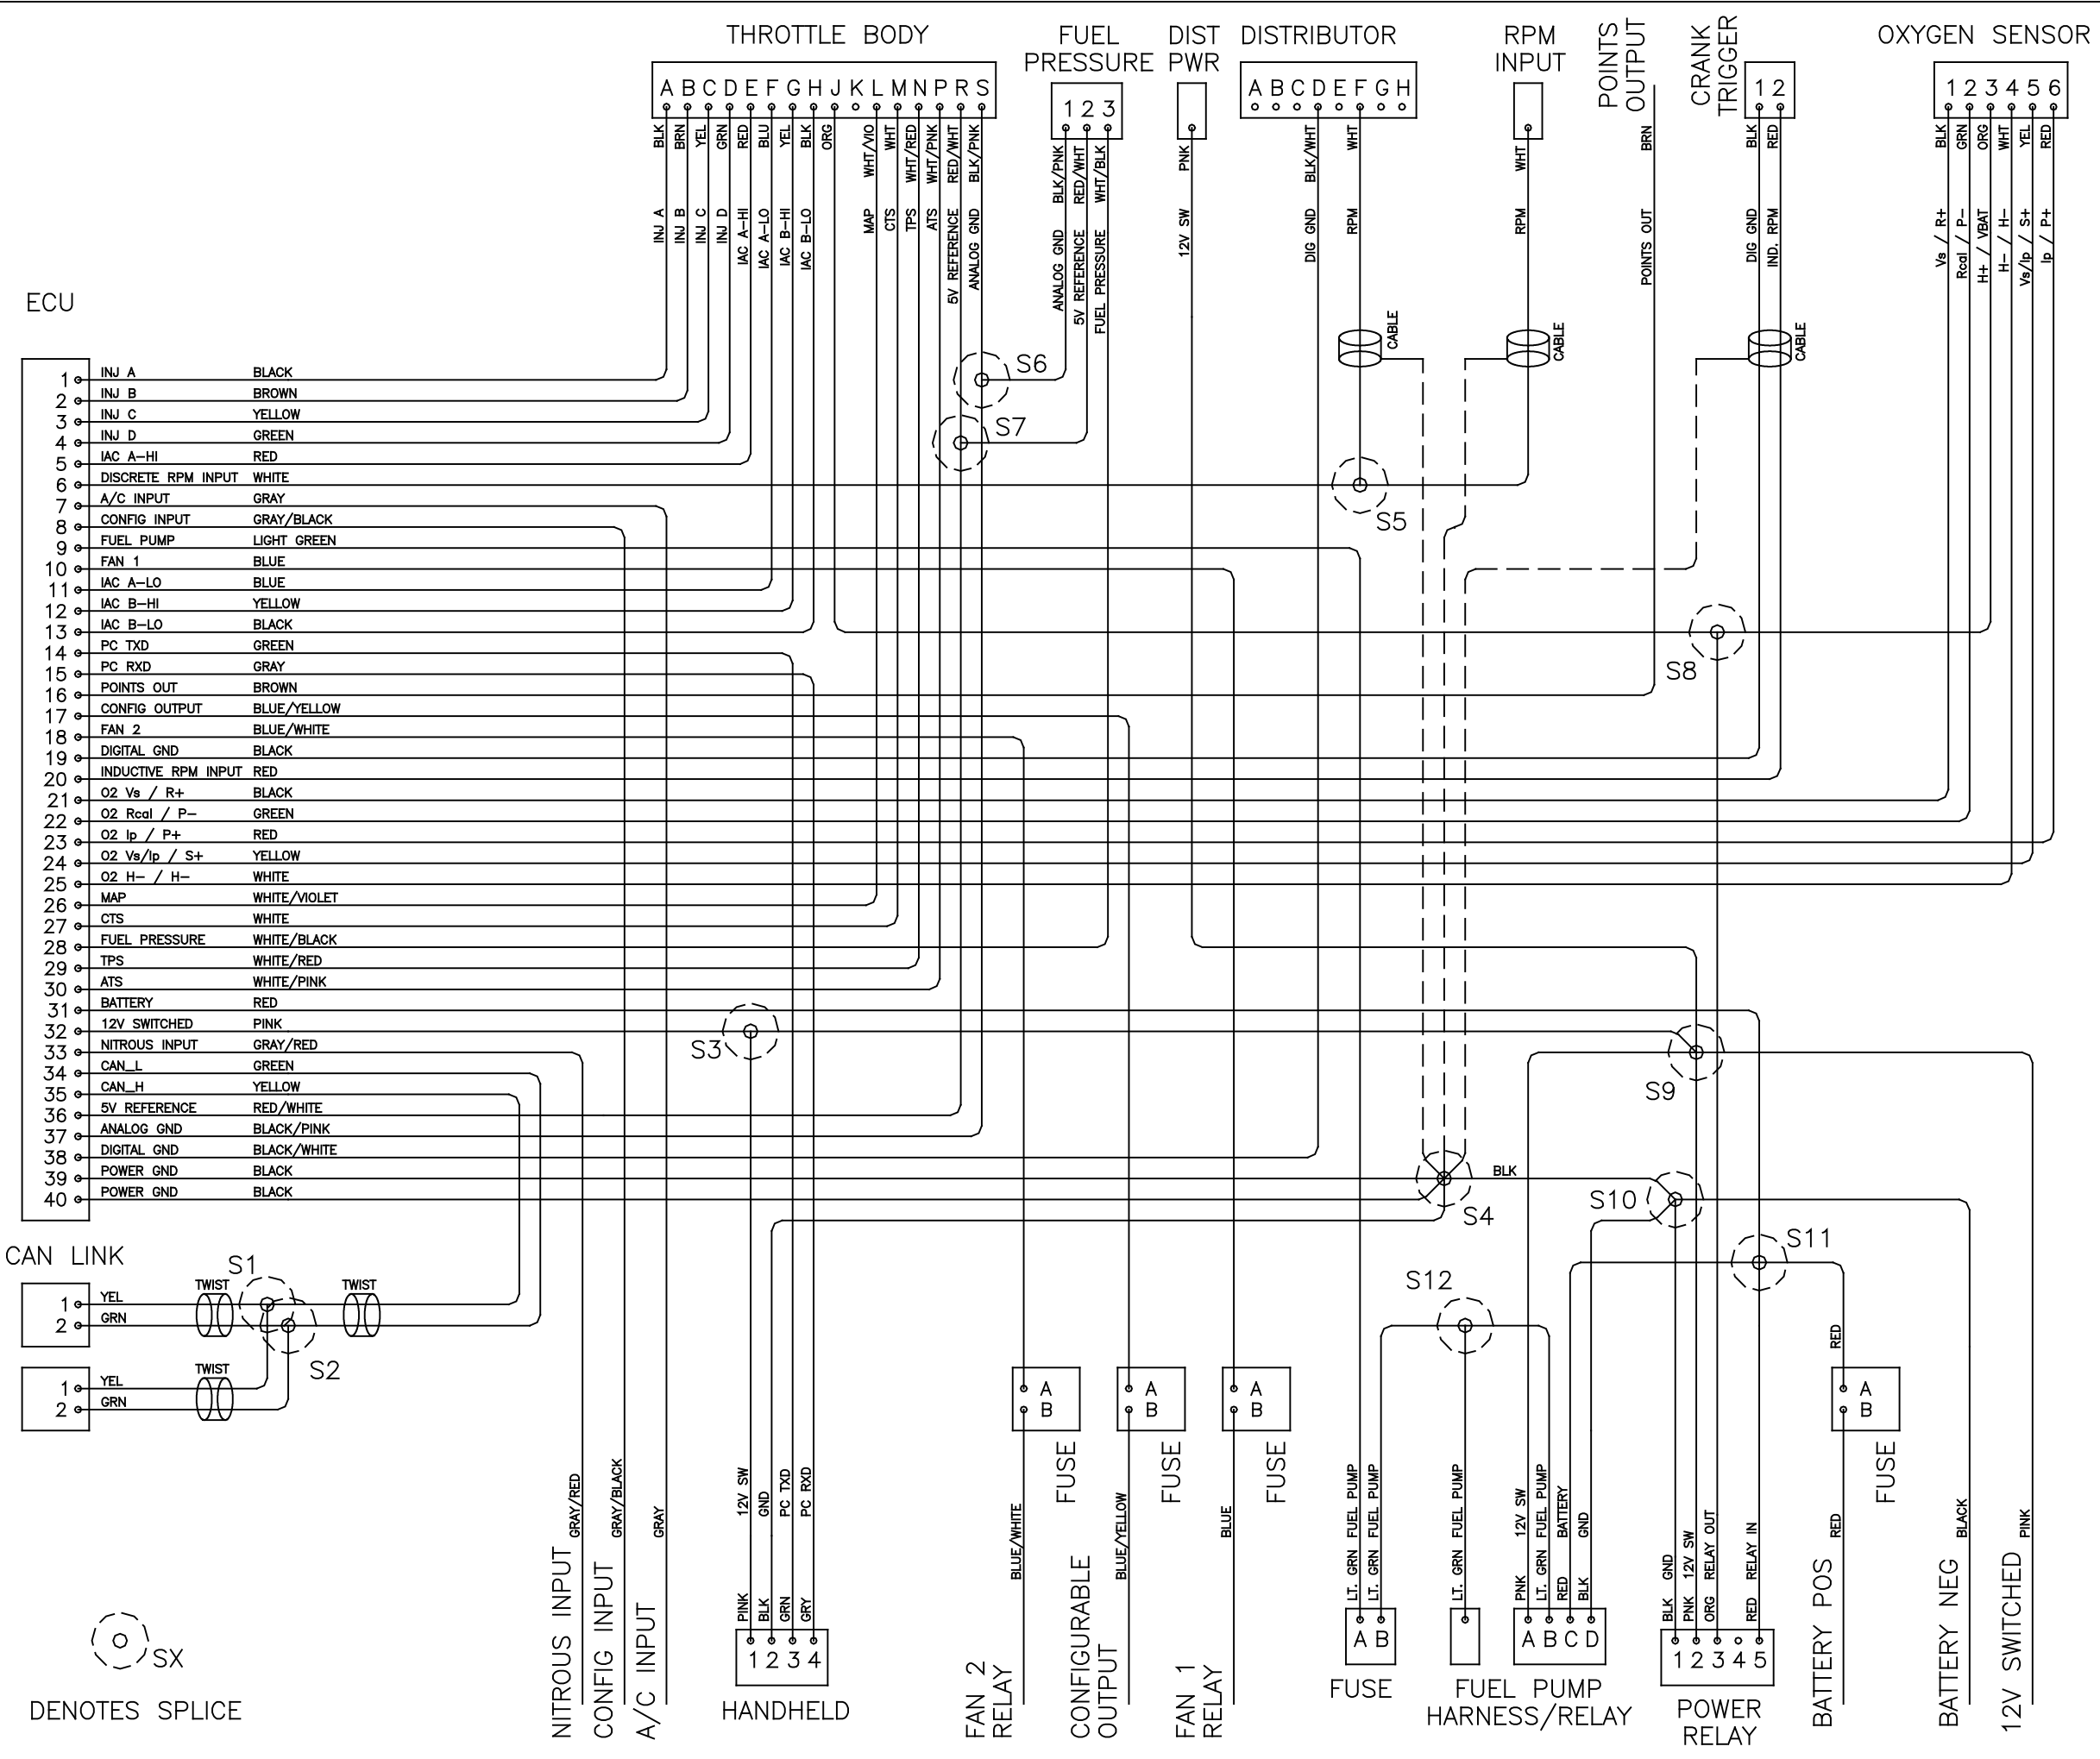 THROTTLE BODY
FUEL
PRESSURE
DIST
PWR
DISTRIBUTOR
RPM
INPUT
POINTS
OUTPUT
CRANK
TRIGGER
OXYGEN SENSOR
A B C D E F G H J K L M N P R S
1 2 3
A B C D E F G H
1 2
1 2 3 4 5 6
BLK
BRN
YEL
GRN
RED
BLU
YEL
BLK
ORG
WHT/VIO
WHT
WHT/RED
WHT/PNK
RED/WHT
BLK/PNK
BLK/PNK
RED/WHT
WHT/BLK
PNK
BLK/WHT
WHT
WHT
BRN
BLK
RED
BLK
GRN
ORG
WHT
YEL
RED
INJ A
INJ B
INJ C
INJ D
IAC A-HI
IAC A-LO
IAC B-HI
IAC B-LO
MAP
CTS
TPS
ATS
5V REFERENCE
ANALOG GND
ANALOG GND
5V REFERENCE
FUEL PRESSURE
12V SW
DIG GND
RPM
RPM
POINTS OUT
DIG GND
IND. RPM
Vs / R+
Rcal / P-
H+ / VBAT
H- / H-
Vs/Ip / S+
Ip / P+
CABLE
CABLE
CABLE
ECU
1 INJ A BLACK
2 INJ B BROWN
3 INJ C YELLOW
4 INJ D GREEN
5 IAC A-HI RED
6 DISCRETE RPM INPUT WHITE
7 A/C INPUT GRAY
8 CONFIG INPUT GRAY/BLACK
9 FUEL PUMP LIGHT GREEN
10 FAN 1 BLUE
11 IAC A-LO BLUE
12 IAC B-HI YELLOW
13 IAC B-LO BLACK
14 PC TXD GREEN
15 PC RXD GRAY
16 POINTS OUT BROWN
17 CONFIG OUTPUT BLUE/YELLOW
18 FAN 2 BLUE/WHITE
19 DIGITAL GND BLACK
20 INDUCTIVE RPM INPUT RED
21 O2 Vs / R+ BLACK
22 O2 Rcal / P- GREEN
23 O2 Ip / P+ RED
24 O2 Vs/Ip / S+ YELLOW
25 O2 H- / H- WHITE
26 MAP WHITE/VIOLET
27 CTS WHITE
28 FUEL PRESSURE WHITE/BLACK
29 TPS WHITE/RED
30 ATS WHITE/PINK
31 BATTERY RED
32 12V SWITCHED PINK
33 NITROUS INPUT GRAY/RED
34 CAN_L GREEN
35 CAN_H YELLOW
36 5V REFERENCE RED/WHITE
37 ANALOG GND BLACK/PINK
38 DIGITAL GND BLACK/WHITE
39 POWER GND BLACK
40 POWER GND BLACK
S6
S7
S5
S8
S3
S9
BLK
S4
S10
S11
S12
CAN LINK
S1
TWIST
TWIST
1 YEL
2 GRN
S2
TWIST
1 YEL
2 GRN
SX
DENOTES SPLICE
GRAY/RED
NITROUS INPUT
GRAY/BLACK
CONFIG INPUT
GRAY
A/C INPUT
12V SW
GND
PC TXD
PC RXD
PINK
BLK
GRN
GRY
1 2 3 4
HANDHELD
A
B
FUSE
BLUE/WHITE
FAN 2
RELAY
A
B
FUSE
BLUE/YELLOW
CONFIGURABLE
OUTPUT
A
B
FUSE
BLUE
FAN 1
RELAY
LT. GRN FUEL PUMP
LT. GRN FUEL PUMP
A B
FUSE
LT. GRN FUEL PUMP
PNK 12V SW
LT. GRN FUEL PUMP
RED BATTERY
BLK GND
A B C D
FUEL PUMP
HARNESS/RELAY
BLK GND
PNK 12V SW
ORG RELAY OUT
RED RELAY IN
1 2 3 4 5
POWER
RELAY
RED
A
B
FUSE
RED
BATTERY POS
BLACK
BATTERY NEG
PINK
12V SWITCHED